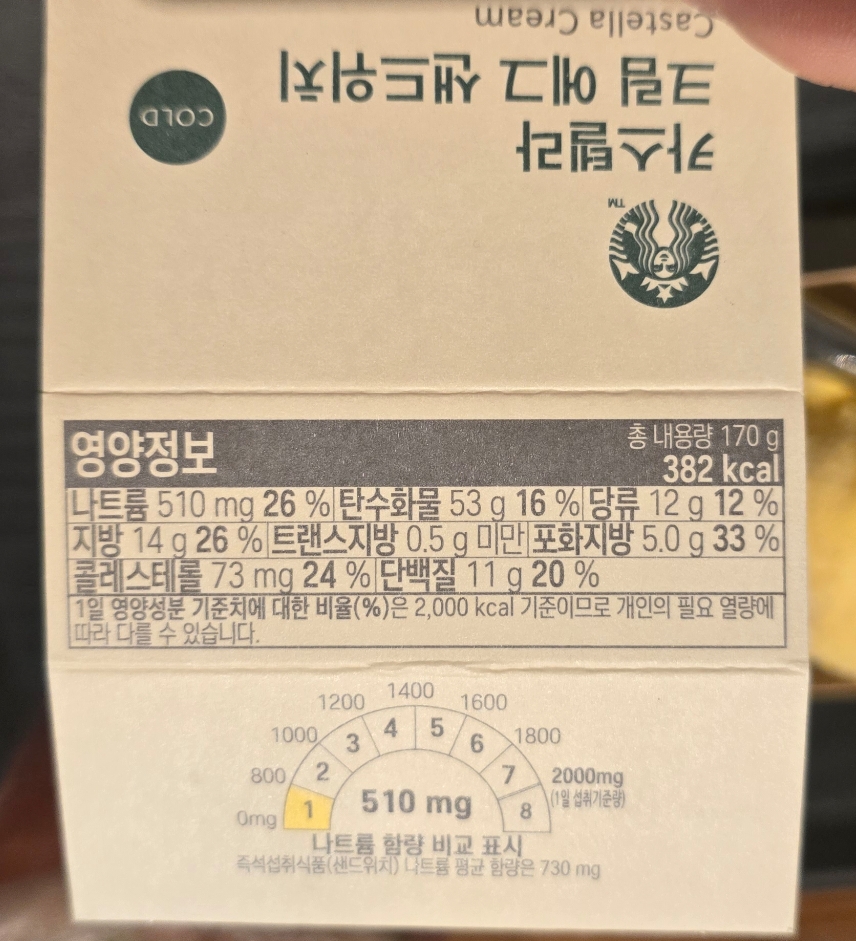 카스텔라
크림 에그 샌드위치
Castella Cream
COLD
TM
영양정보
총 내용량 170 g
382 kcal
나트륨 510 mg 26 % 탄수화물 53 g 16 % 당류 12 g 12 %
지방 14 g 26 % 트랜스지방 0.5 g 미만 포화지방 5.0 g 33 %
콜레스테롤 73 mg 24 % 단백질 11 g 20 %
1일 영양성분 기준치에 대한 비율(%)은 2,000 kcal 기준이므로 개인의 필요 열량에
따라 다를 수 있습니다.
0mg 800 1000 1200 1400 1600 1800 2000mg
(1일 섭취기준량)
1 2 3 4 5 6 7 8
510 mg
나트륨 함량 비교 표시
즉석섭취식품(샌드위치) 나트륨 평균 함량은 730 mg